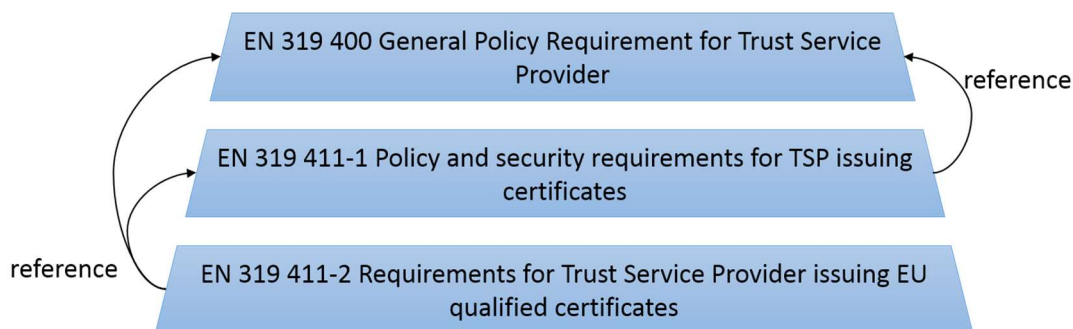 EN 319 400 General Policy Requirement for Trust Service
Provider
reference
EN 319 411-1 Policy and security requirements for TSP issuing
certificates
reference
EN 319 411-2 Requirements for Trust Service Provider issuing EU
qualified certificates